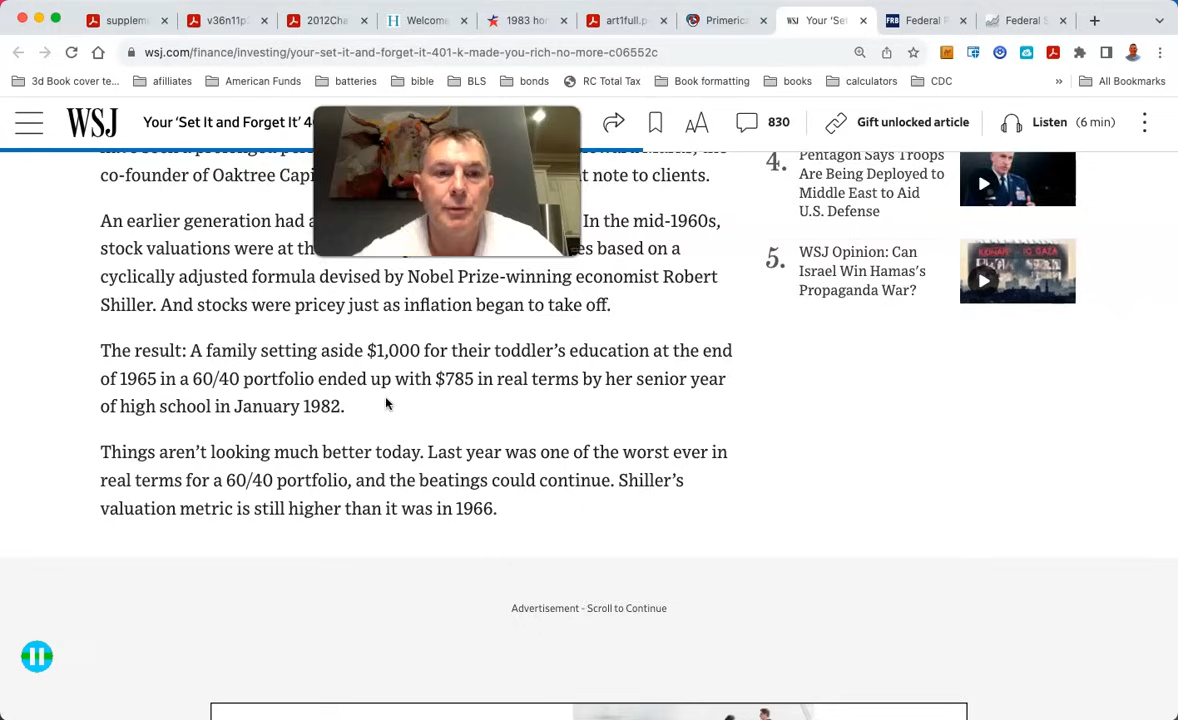 suppleme
v36n11p
2012Cha
Welcome
1983 ho
art1full.p
Primerica
WSJ Your 'Set
FRB Federal R
Federal S
wsj.com/finance/investing/your-set-it-and-forget-it-401-k-made-you-rich-no-more-c06552c
3d Book cover te...
afilliates
American Funds
batteries
bible
BLS
bonds
RC Total Tax
Book formatting
books
calculators
CDC
»
All Bookmarks
WSJ
Your 'Set It and Forget It' 4
830
Gift unlocked article
Listen (6 min)
co-founder of Oaktree Capi t note to clients.
An earlier generation had a In the mid-1960s,
stock valuations were at th es based on a
cyclically adjusted formula devised by Nobel Prize-winning economist Robert
Shiller. And stocks were pricey just as inflation began to take off.
The result: A family setting aside $1,000 for their toddler's education at the end
of 1965 in a 60/40 portfolio ended up with $785 in real terms by her senior year
of high school in January 1982.
Things aren't looking much better today. Last year was one of the worst ever in
real terms for a 60/40 portfolio, and the beatings could continue. Shiller's
valuation metric is still higher than it was in 1966.
4. Pentagon Says Troops
Are Being Deployed to
Middle East to Aid
U.S. Defense
5. WSJ Opinion: Can
Israel Win Hamas's
Propaganda War?
Advertisement - Scroll to Continue